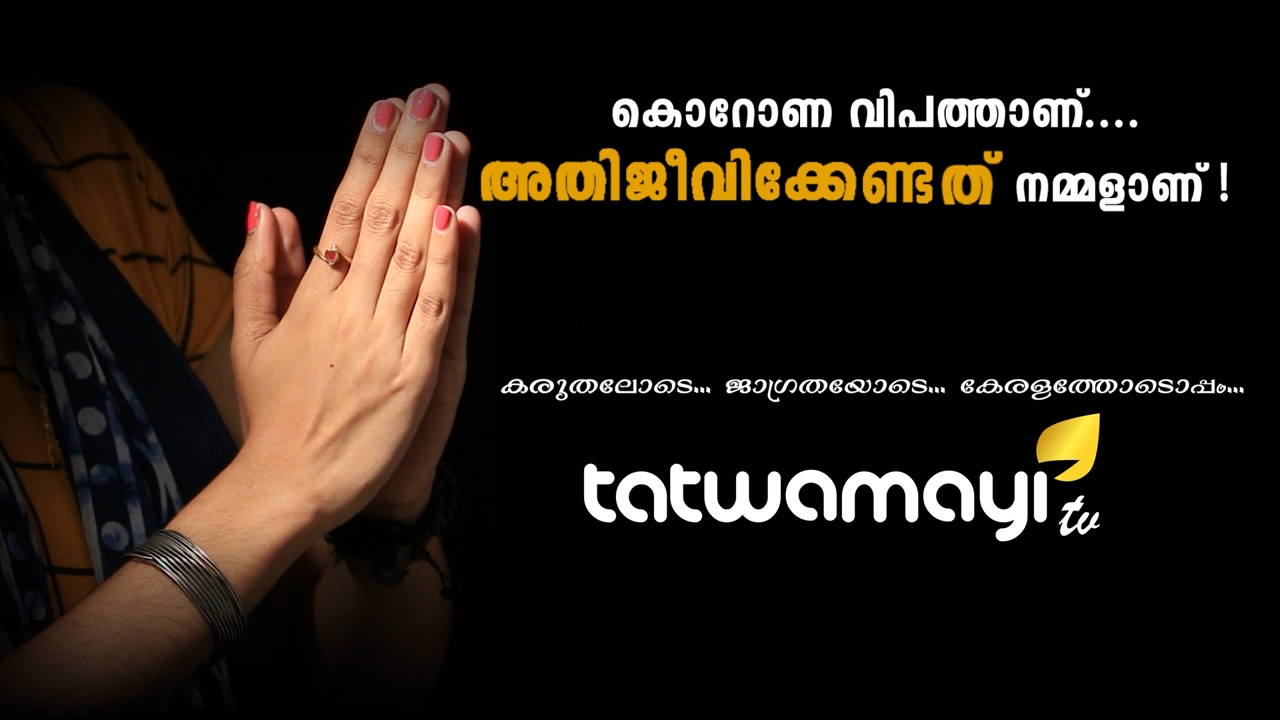 കൊറോണ വിപത്താണ്....
അതിജീവിക്കേണ്ടത് നമ്മളാണ് !
കരുതലോടെ... ജാഗ്രതയോടെ... കേരളത്തോടൊപ്പം...
tatwamayi
tv